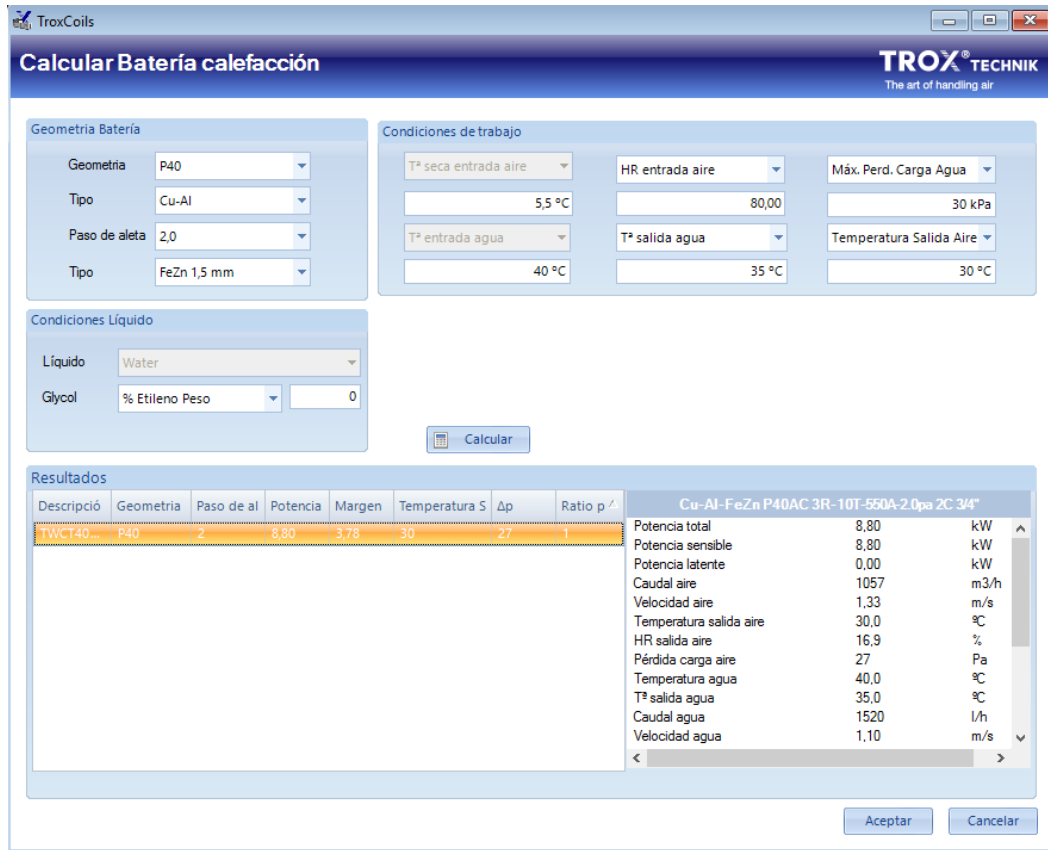 TroxCoils
Calcular Batería calefacción
TROX® TECHNIK
The art of handling air
Geometria Batería
Geometria P40
Tipo Cu-Al
Paso de aleta 2,0
Tipo FeZn 1,5 mm
Condiciones de trabajo
Tª seca entrada aire HR entrada aire Máx. Perd. Carga Agua
5,5 ºC 80,00 30 kPa
Tª entrada agua Tª salida agua Temperatura Salida Aire
40 ºC 35 ºC 30 ºC
Condiciones Líquido
Líquido Water
Glycol % Etileno Peso 0
Calcular
Resultados
Descripció Geometria Paso de al Potencia Margen Temperatura S Δp Ratio p
TWCT40... P40 2 8,80 3,78 30 27 1
Cu-Al-FeZn P40AC 3R-10T-550A-2.0pa 2C 3/4"
Potencia total 8,80 kW
Potencia sensible 8,80 kW
Potencia latente 0,00 kW
Caudal aire 1057 m3/h
Velocidad aire 1,33 m/s
Temperatura salida aire 30,0 ºC
HR salida aire 16,9 %
Pérdida carga aire 27 Pa
Temperatura agua 40,0 ºC
Tª salida agua 35,0 ºC
Caudal agua 1520 l/h
Velocidad agua 1,10 m/s
Aceptar Cancelar